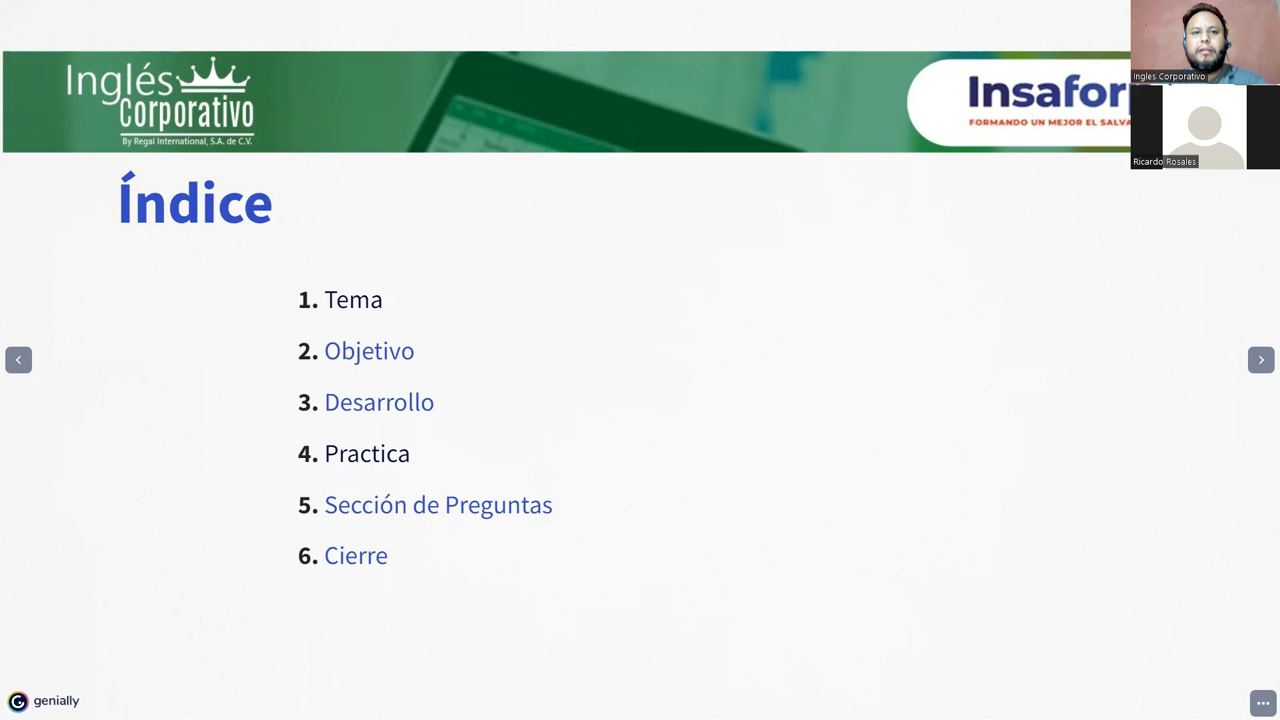 Inglés
Corporativo
By Regal International, S.A. de C.V.
Insafor
FORMANDO UN MEJOR EL SALVA
Ingles Corporativo
Ricardo Rosales
Índice
1. Tema
2. Objetivo
3. Desarrollo
4. Practica
5. Sección de Preguntas
6. Cierre
genially